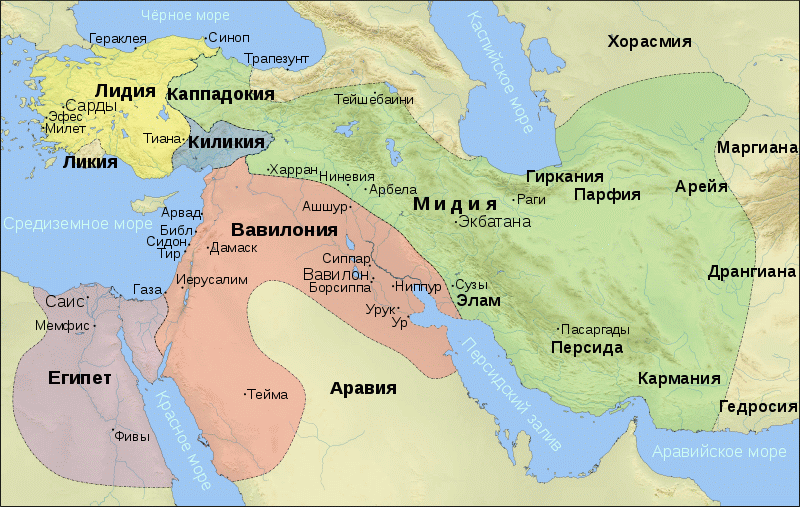 Чёрное море
Гераклея
Синоп
Трапезунт
Каспийское море
Хорасмия
Лидия
Сарды
Эфес
Милет
Каппадокия
Тейшебаини
Тиана
Киликия
Ликия
Маргиана
Харран
Ниневия
Арбела
Гиркания
Парфия
Арейя
Мидия
Раги
Экбатана
Средиземное море
Арвад
Библ
Сидон
Тир
Дамаск
Ашшур
Вавилония
Сиппар
Вавилон
Борсиппа
Ниппур
Сузы
Элам
Дрангиана
Газа
Иерусалим
Урук
Ур
Саис
Мемфис
Пасаргады
Персида
Египет
Фивы
Красное море
Тейма
Аравия
Персидский залив
Кармания
Гедросия
Аравийское море